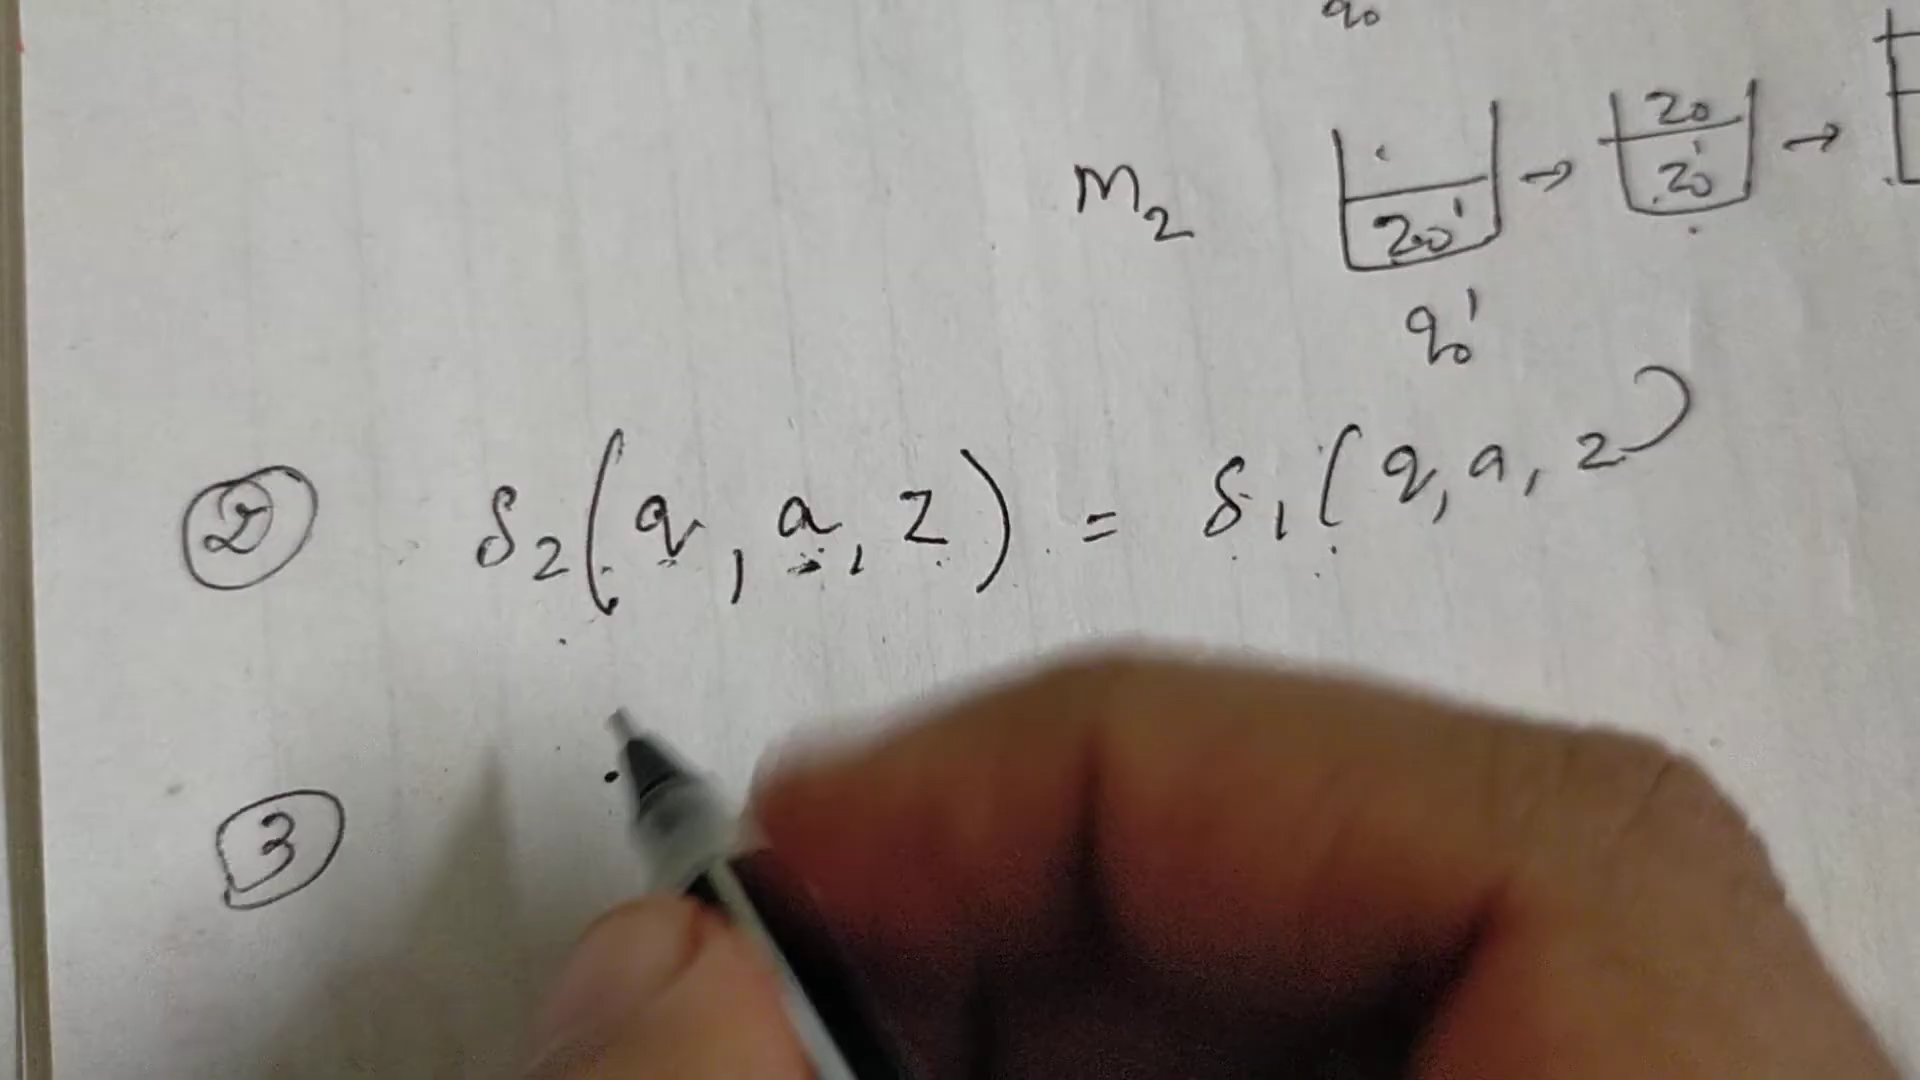 q₀
z₀
M₂ z₀' → z₀' →
q₀'
② δ₂(q, a, z) = δ₁(q, a, z)
③